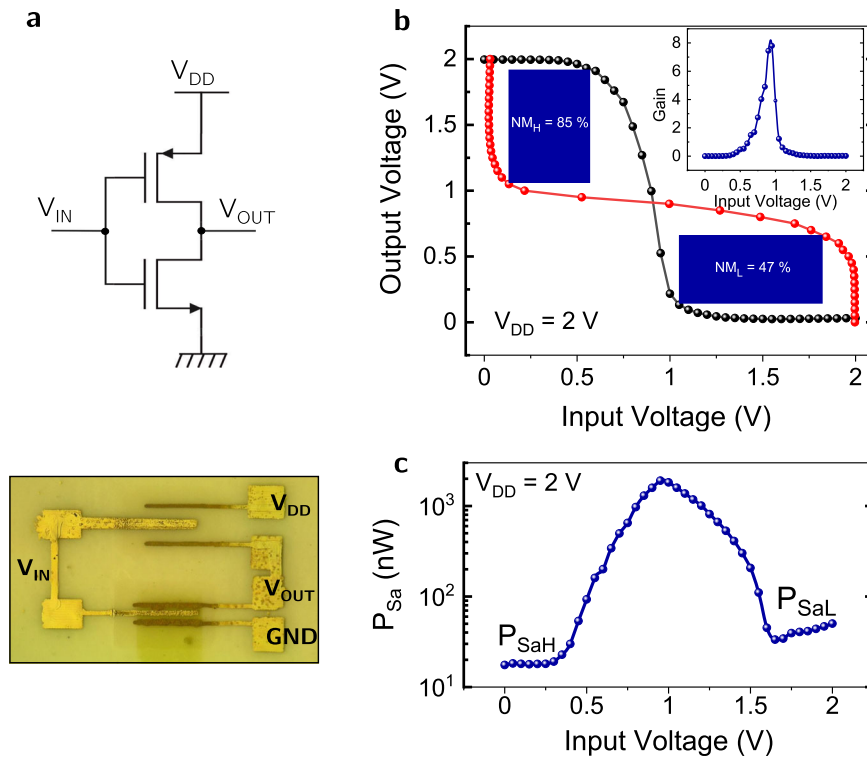 a
V_DD
V_IN
V_OUT
V_DD
V_IN
V_OUT
GND
b
Output Voltage (V)
2
1.5
1
0.5
0
0
0.5
1
1.5
2
Input Voltage (V)
NM_H = 85 %
NM_L = 47 %
V_DD = 2 V
Gain
8
6
4
2
0
0.0
0.5
1.0
1.5
2.0
Input Voltage (V)
c
V_DD = 2 V
P_Sa (nW)
10^3
10^2
10^1
P_SaH
P_SaL
0
0.5
1
1.5
2
Input Voltage (V)